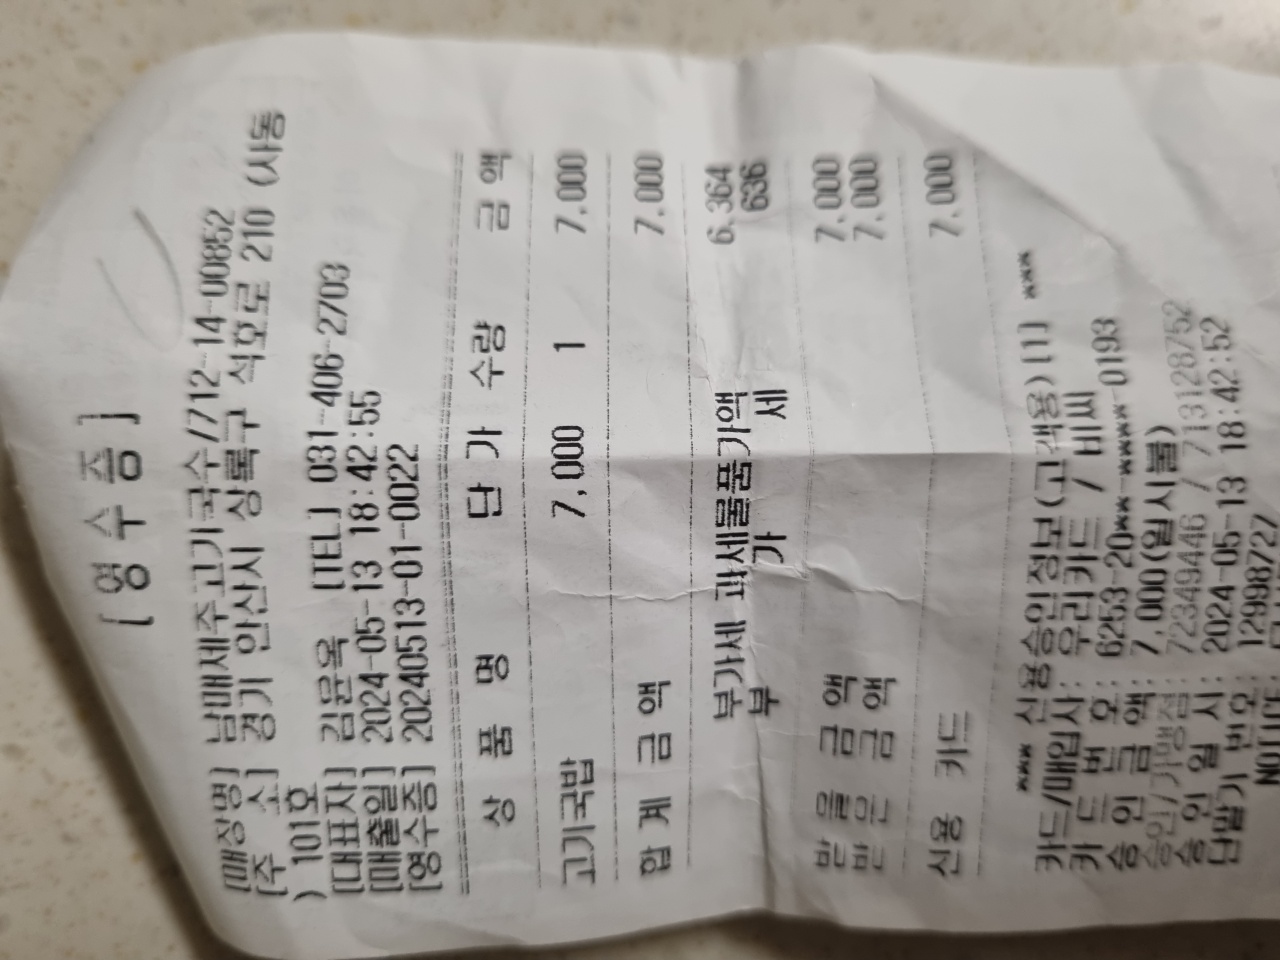 [ 영 수 증 ]
[매장명] 남매제주고기국수/712-14-00852
[주 소] 경기 안산시 상록구 석호로 210 (사동
) 101호
[대표자] 김윤옥 [TEL] 031-406-2703
[매출일] 2024-05-13 18:42:55
[영수증] 20240513-01-0022
상 품 명 단 가 수량 금 액
고기국밥 7,000 1 7,000
합 계 금 액 7,000
부가세 과세물품가액 6,364
부 가 세 636
받 을 금 액 7,000
받 은 금 액 7,000
신용 카드 7,000
*** 신용승인정보(고객용)[1] ***
카드/매입사: 우리카드 / 비씨
카 드 번 호: 6253-20**-****-0193
승 인 금 액: 7,000(일시불)
승인/가맹점: 72349446 / 713128752
승 인 일 시: 2024-05-13 18:42:52
단말기 번호: 12998727